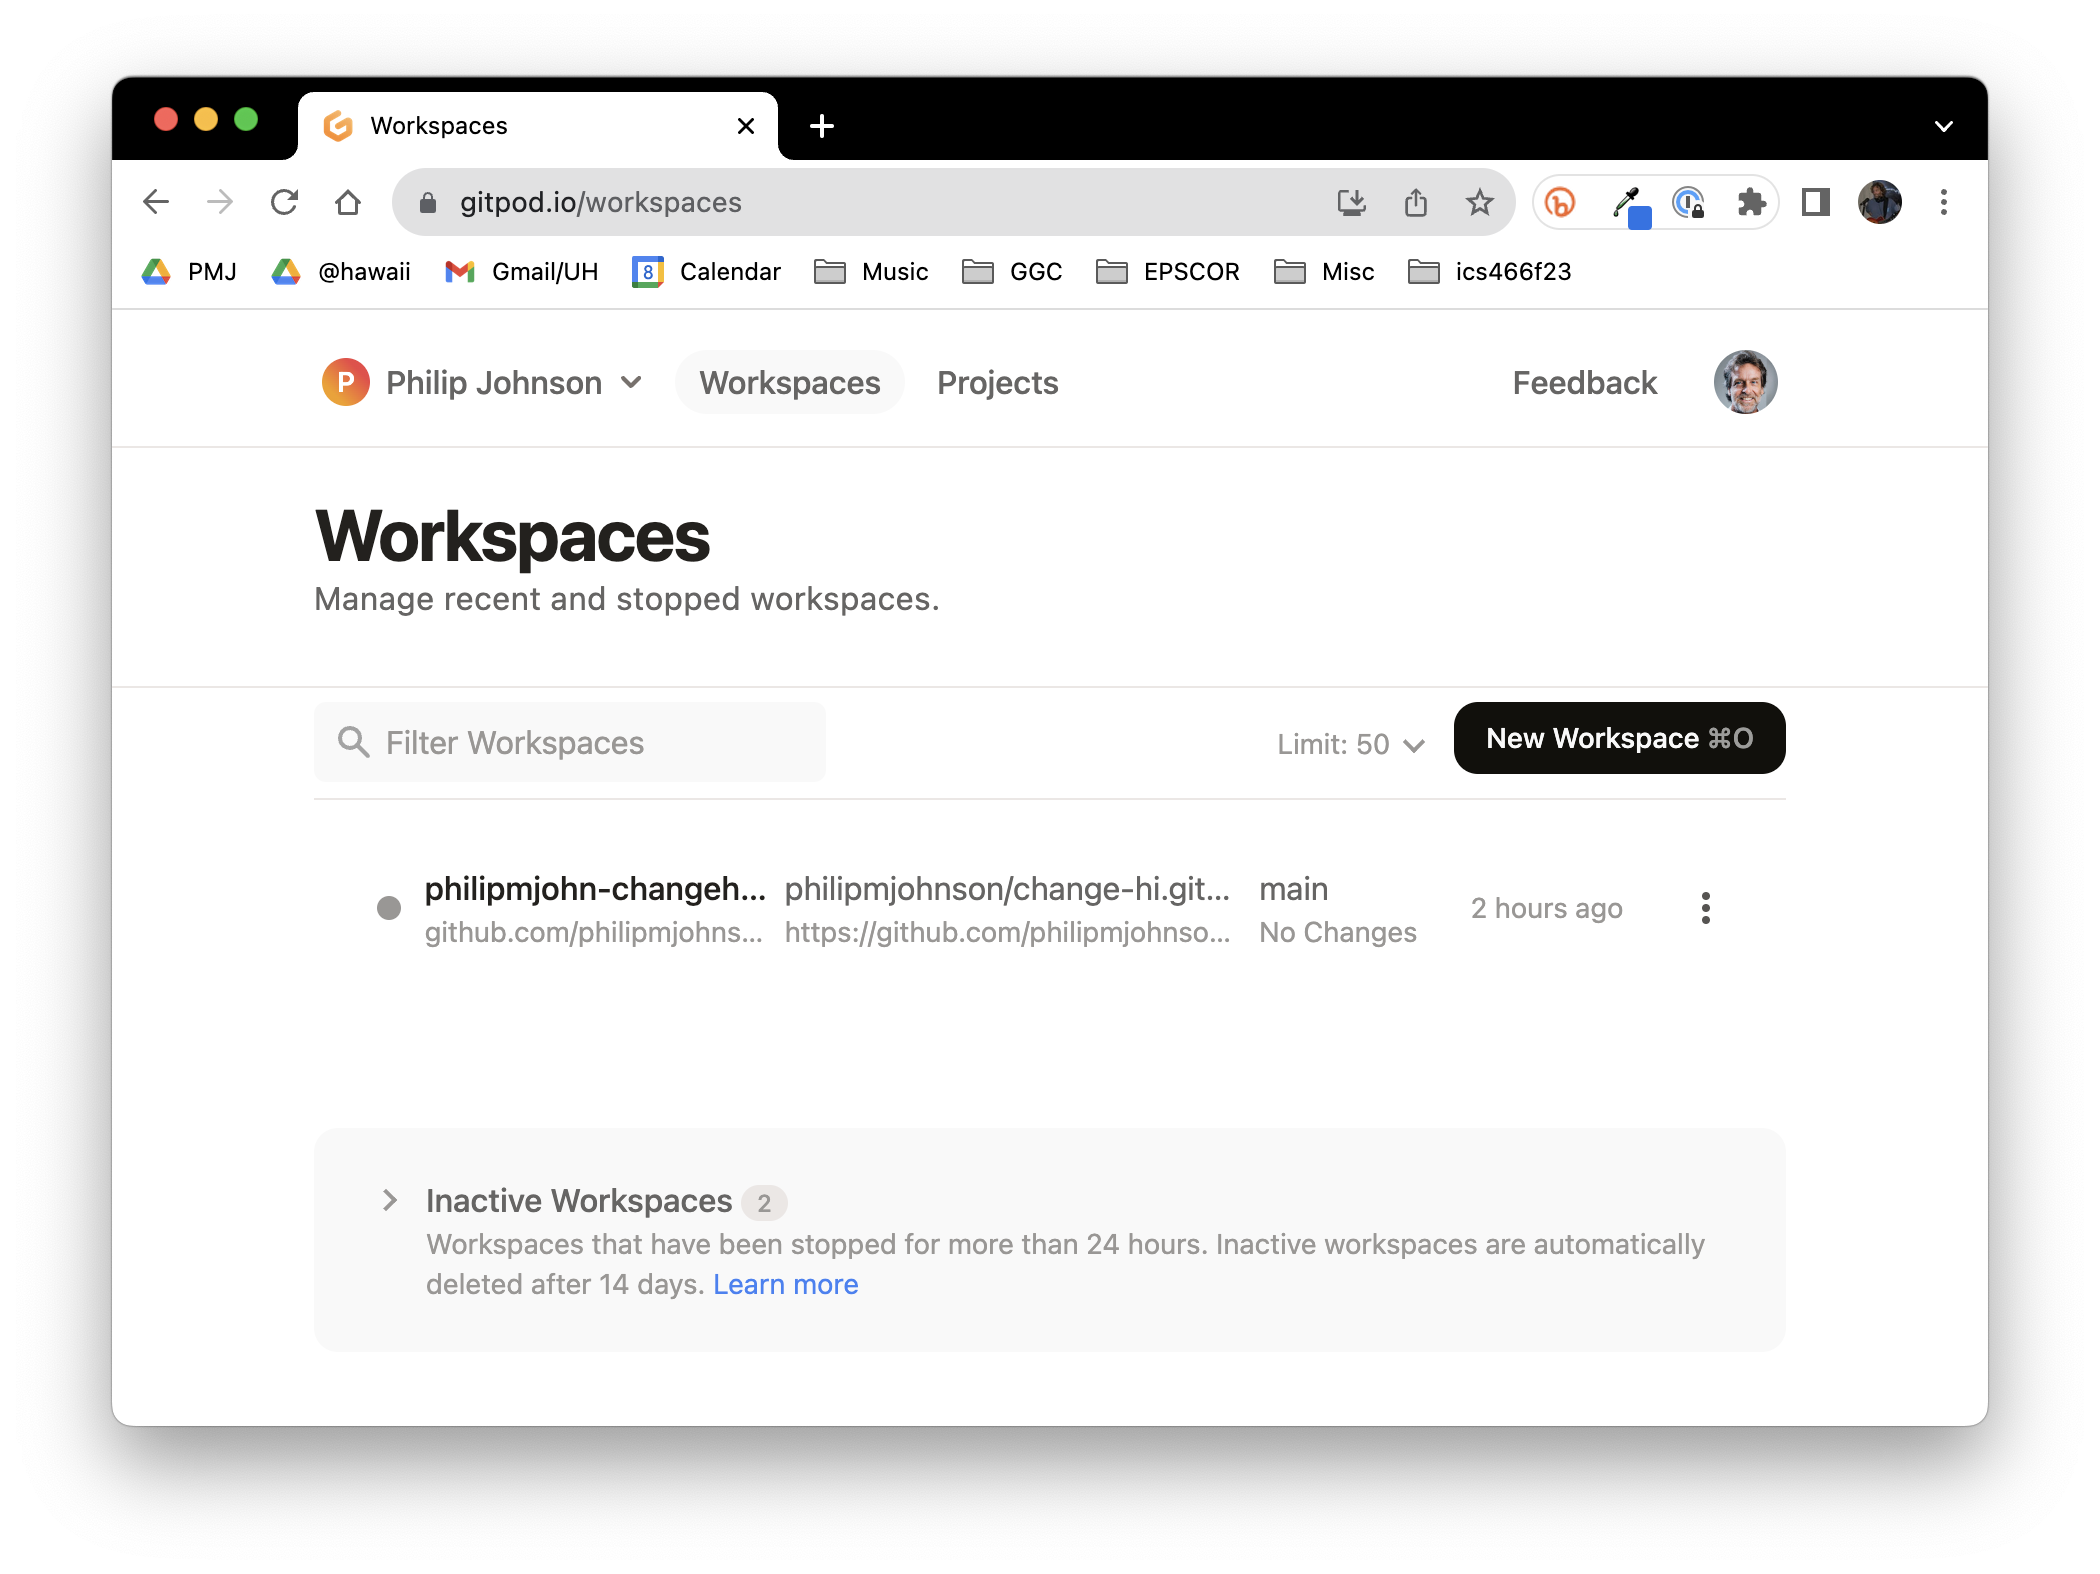 Workspaces
gitpod.io/workspaces
PMJ @hawaii Gmail/UH 8 Calendar Music GGC EPSCOR Misc ics466f23
P Philip Johnson Workspaces Projects Feedback
Workspaces
Manage recent and stopped workspaces.
Filter Workspaces Limit: 50 New Workspace ⌘O
philipmjohn-changeh... philipmjohnson/change-hi.git... main
2 hours ago
github.com/philipmjohns... https://github.com/philipmjohnso... No Changes
Inactive Workspaces 2
Workspaces that have been stopped for more than 24 hours. Inactive workspaces are automatically
deleted after 14 days. Learn more